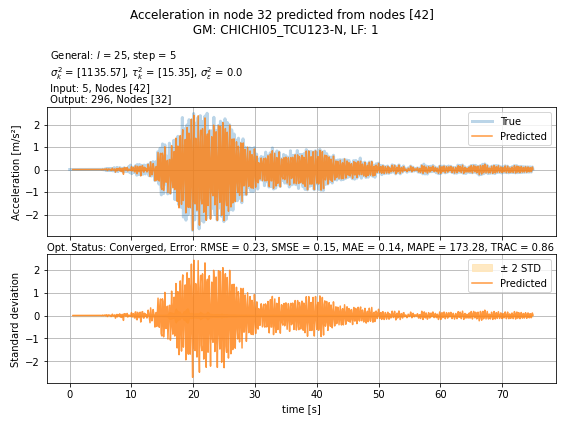 Acceleration in node 32 predicted from nodes [42]
GM: CHICHI05_TCU123-N, LF: 1
General: l = 25, step = 5
σ²ₖ = [1135.57], τ²ₖ = [15.35], σ²ε = 0.0
Input: 5, Nodes [42]
Output: 296, Nodes [32]
Acceleration [m/s²]
2
1
0
−1
−2
True
Predicted
Opt. Status: Converged, Error: RMSE = 0.23, SMSE = 0.15, MAE = 0.14, MAPE = 173.28, TRAC = 0.86
Standard deviation
2
1
0
−1
−2
± 2 STD
Predicted
0 10 20 30 40 50 60 70
time [s]